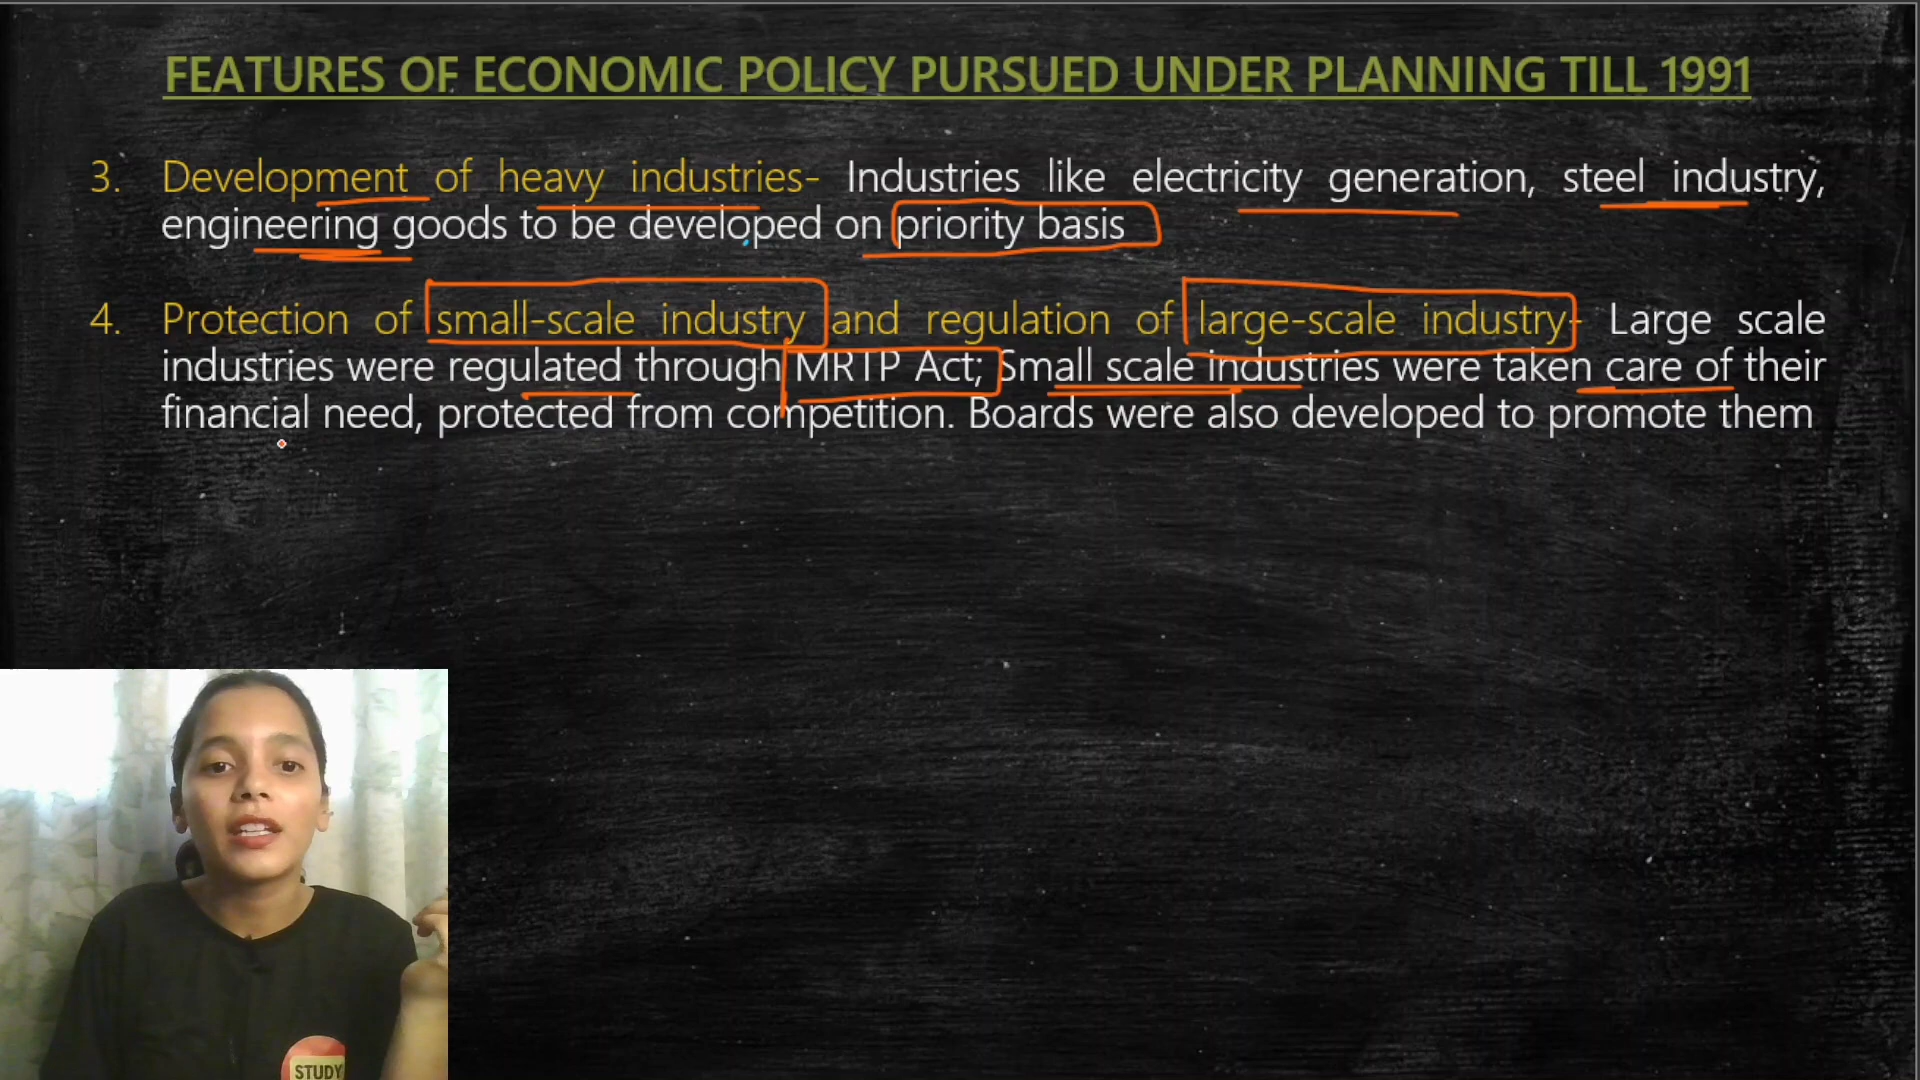 FEATURES OF ECONOMIC POLICY PURSUED UNDER PLANNING TILL 1991
3. Development of heavy industries- Industries like electricity generation, steel industry,
engineering goods to be developed on priority basis
4. Protection of small-scale industry and regulation of large-scale industry- Large scale
industries were regulated through MRTP Act; Small scale industries were taken care of their
financial need, protected from competition. Boards were also developed to promote them
STUDY